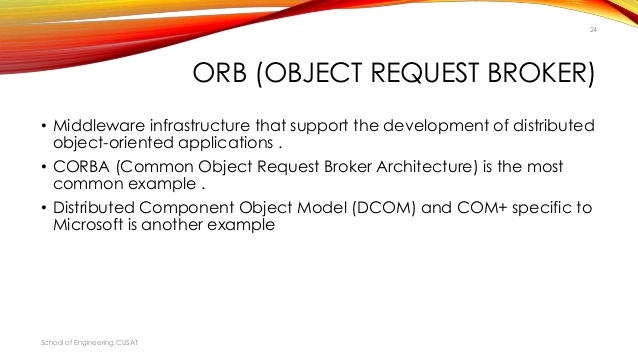 24
ORB (OBJECT REQUEST BROKER)
• Middleware infrastructure that support the development of distributed
object-oriented applications .
• CORBA (Common Object Request Broker Architecture) is the most
common example .
• Distributed Component Object Model (DCOM) and COM+ specific to
Microsoft is another example
School of Engineering,CUSAT